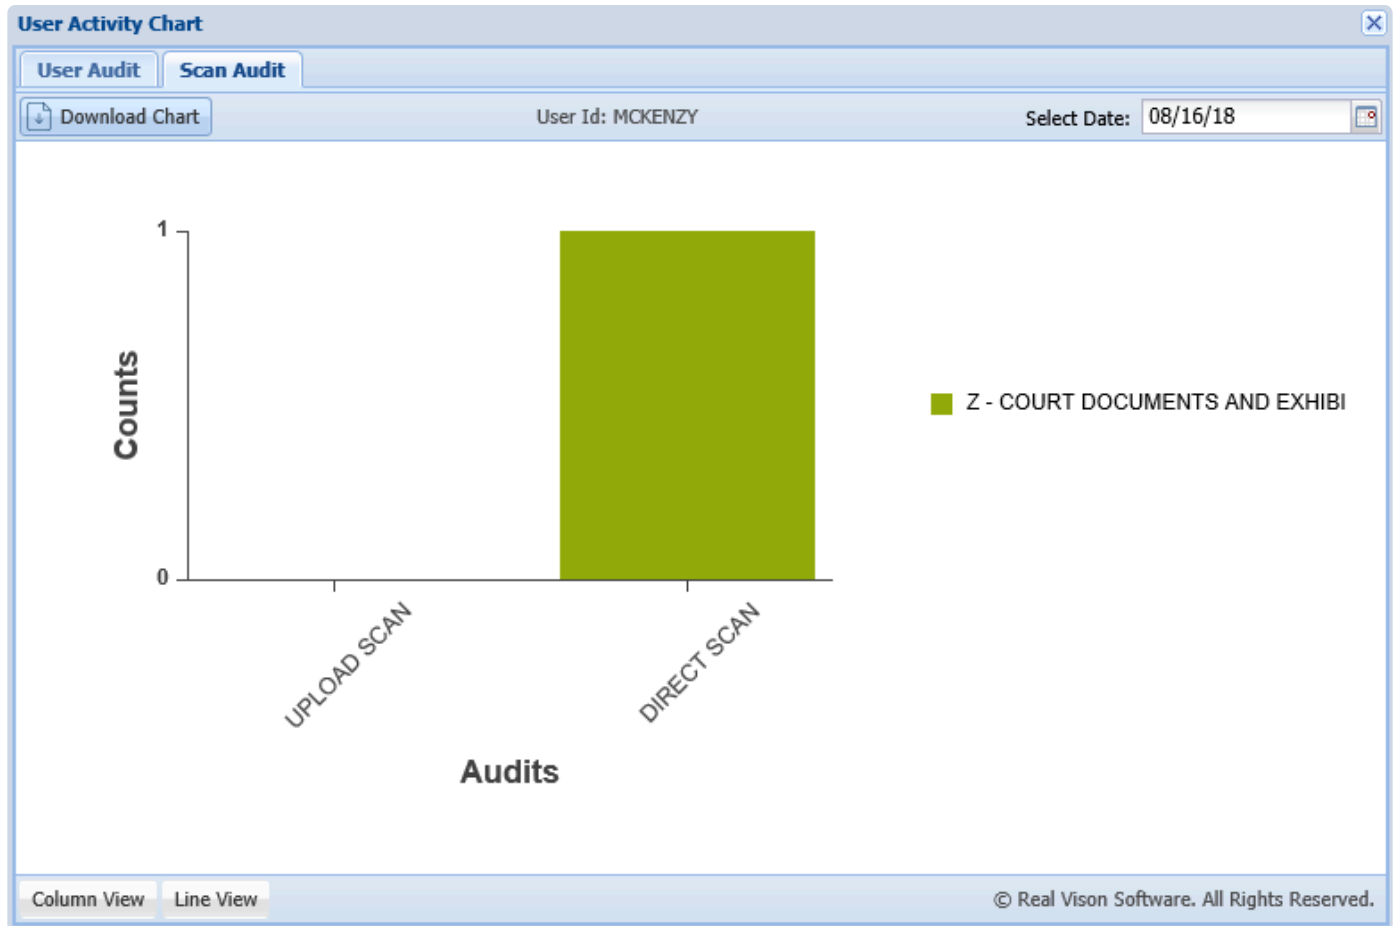 User Activity Chart
User Audit
Scan Audit
Download Chart
User Id: MCKENZY
Select Date:
08/16/18
1
Counts
0
UPLOAD SCAN
DIRECT SCAN
Audits
Z - COURT DOCUMENTS AND EXHIBI
Column View
Line View
© Real Vison Software. All Rights Reserved.